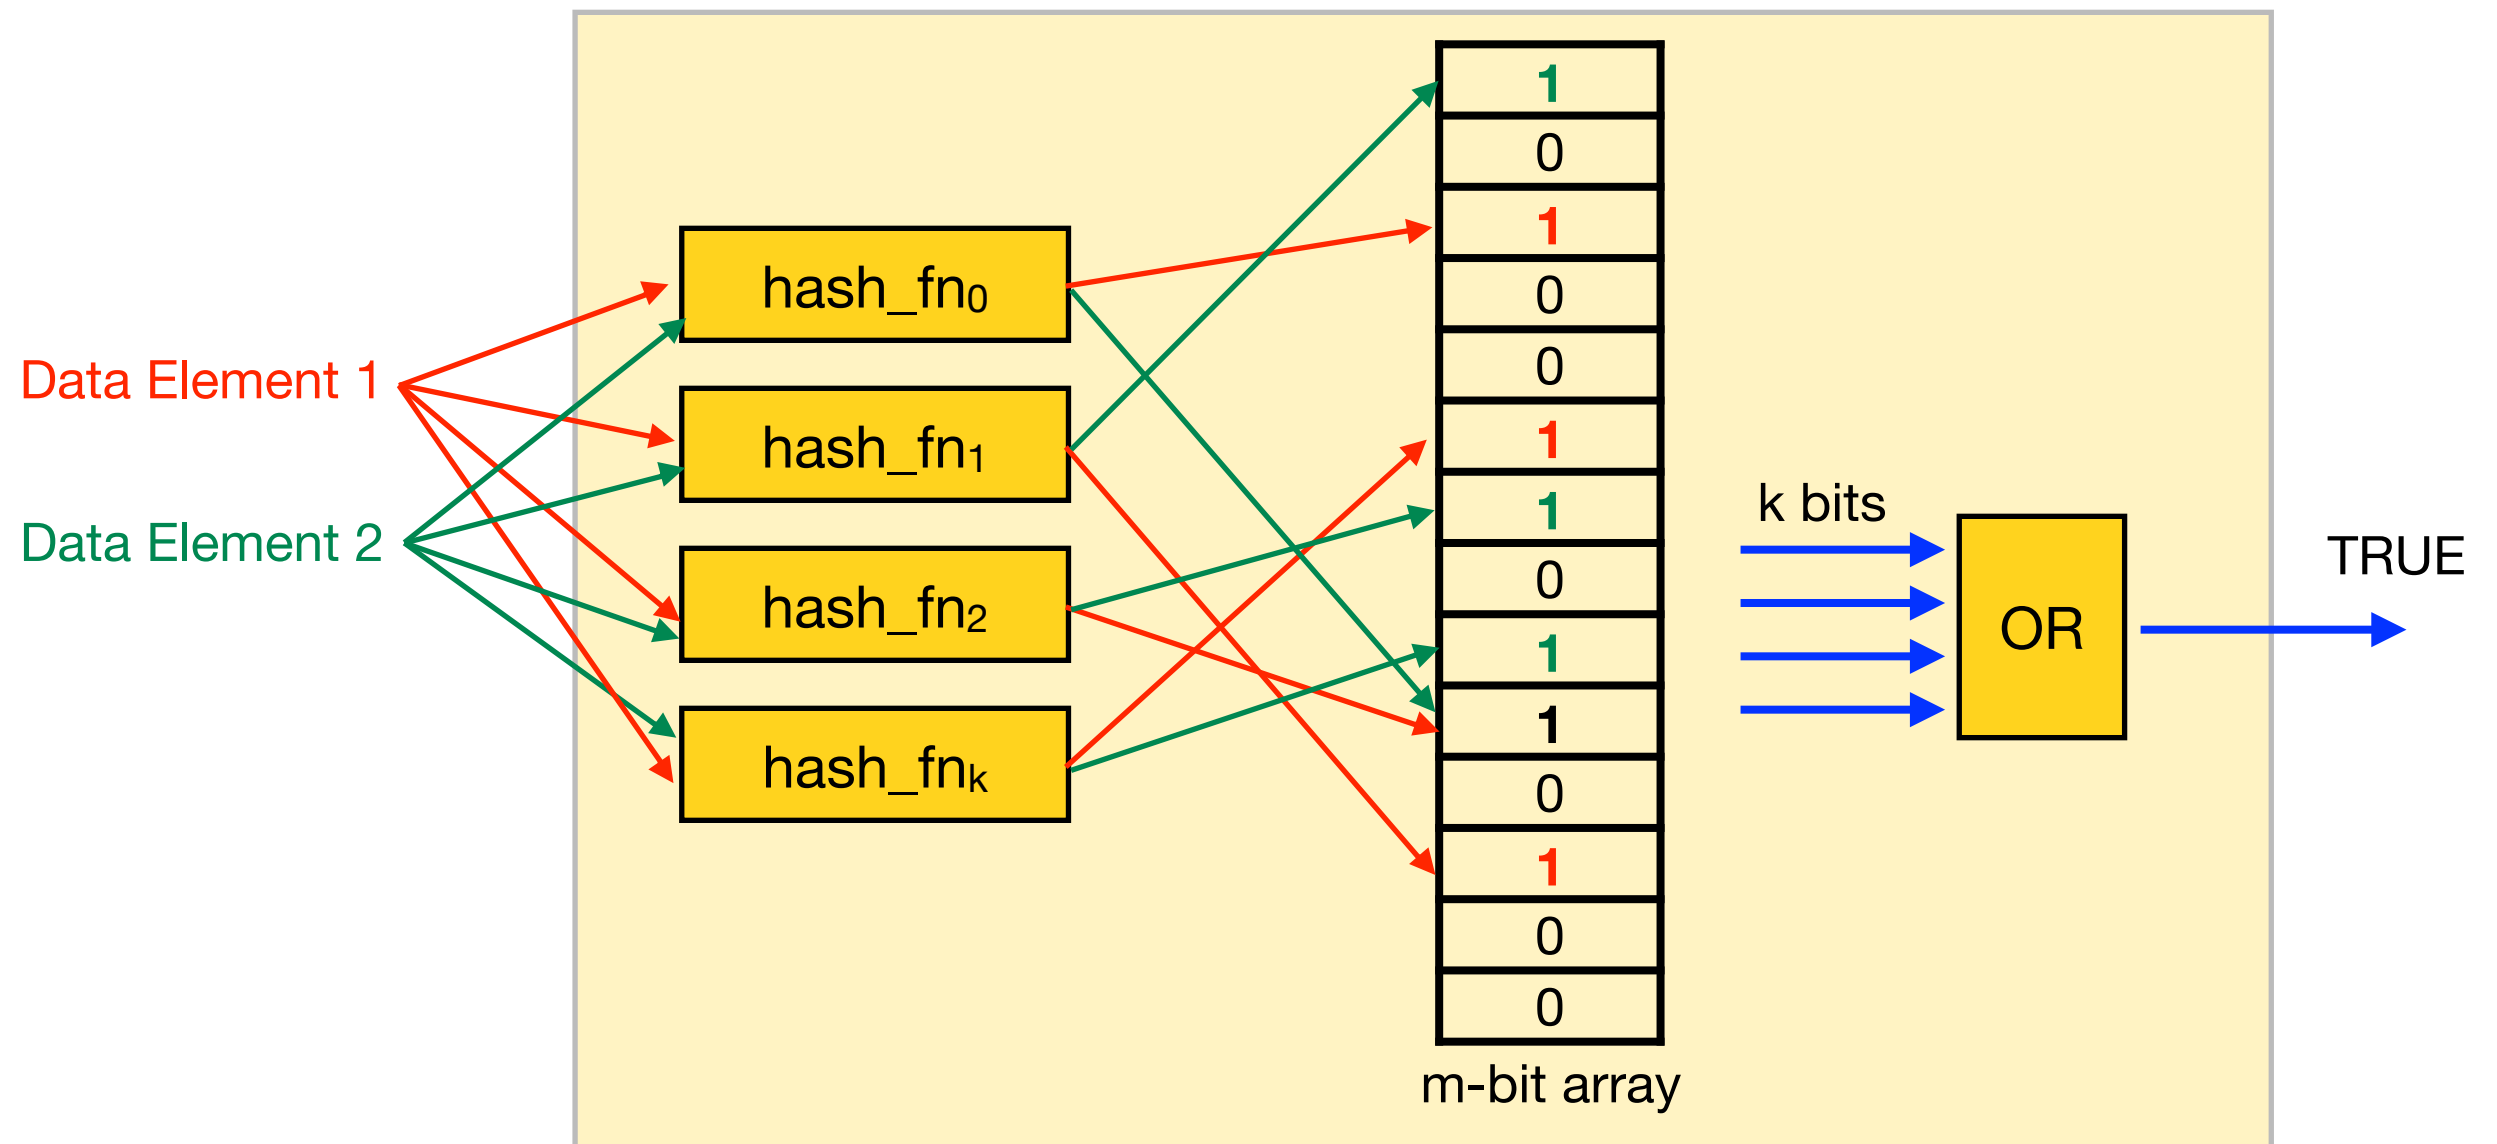 Data Element 1
Data Element 2
hash_fn0
hash_fn1
hash_fn2
hash_fnk
1
0
1
0
0
1
1
0
1
1
0
1
0
0
m-bit array
k bits
OR
TRUE